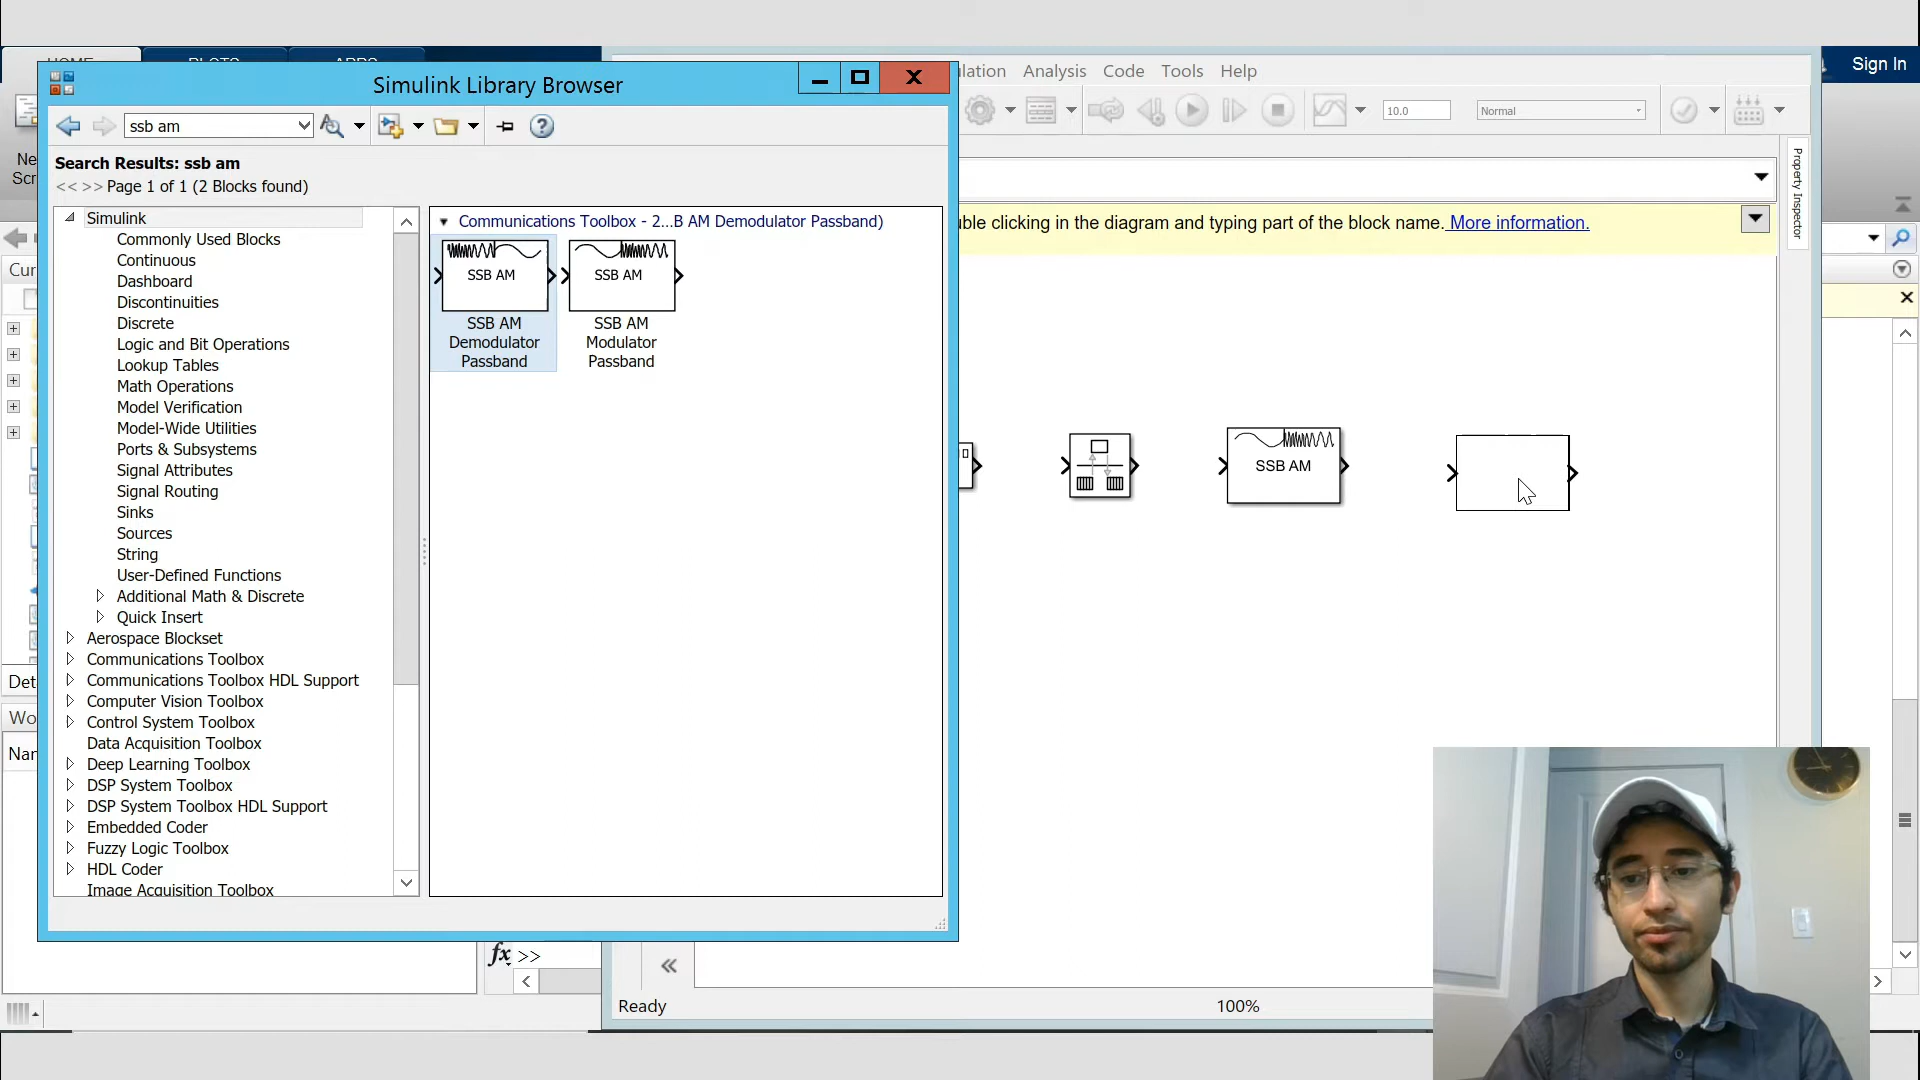 HOME
PLOTS
APPS
Sign In
Simulink Library Browser
ulation
Analysis
Code
Tools
Help
ssb am
10.0
Normal
Ne
Scr
Search Results: ssb am
<< >> Page 1 of 1 (2 Blocks found)
Property Inspector
Simulink
Commonly Used Blocks
Continuous
Dashboard
Discontinuities
Discrete
Logic and Bit Operations
Lookup Tables
Math Operations
Model Verification
Model-Wide Utilities
Ports & Subsystems
Signal Attributes
Signal Routing
Sinks
Sources
String
User-Defined Functions
Additional Math & Discrete
Quick Insert
Aerospace Blockset
Communications Toolbox
Communications Toolbox HDL Support
Computer Vision Toolbox
Control System Toolbox
Data Acquisition Toolbox
Deep Learning Toolbox
DSP System Toolbox
DSP System Toolbox HDL Support
Embedded Coder
Fuzzy Logic Toolbox
HDL Coder
Image Acquisition Toolbox
Communications Toolbox - 2...B AM Demodulator Passband)
SSB AM
SSB AM
SSB AM
Demodulator
Passband
SSB AM
Modulator
Passband
uble clicking in the diagram and typing part of the block name. More information.
SSB AM
Cur
Det
Wo
Nan
fx >>
Ready
100%